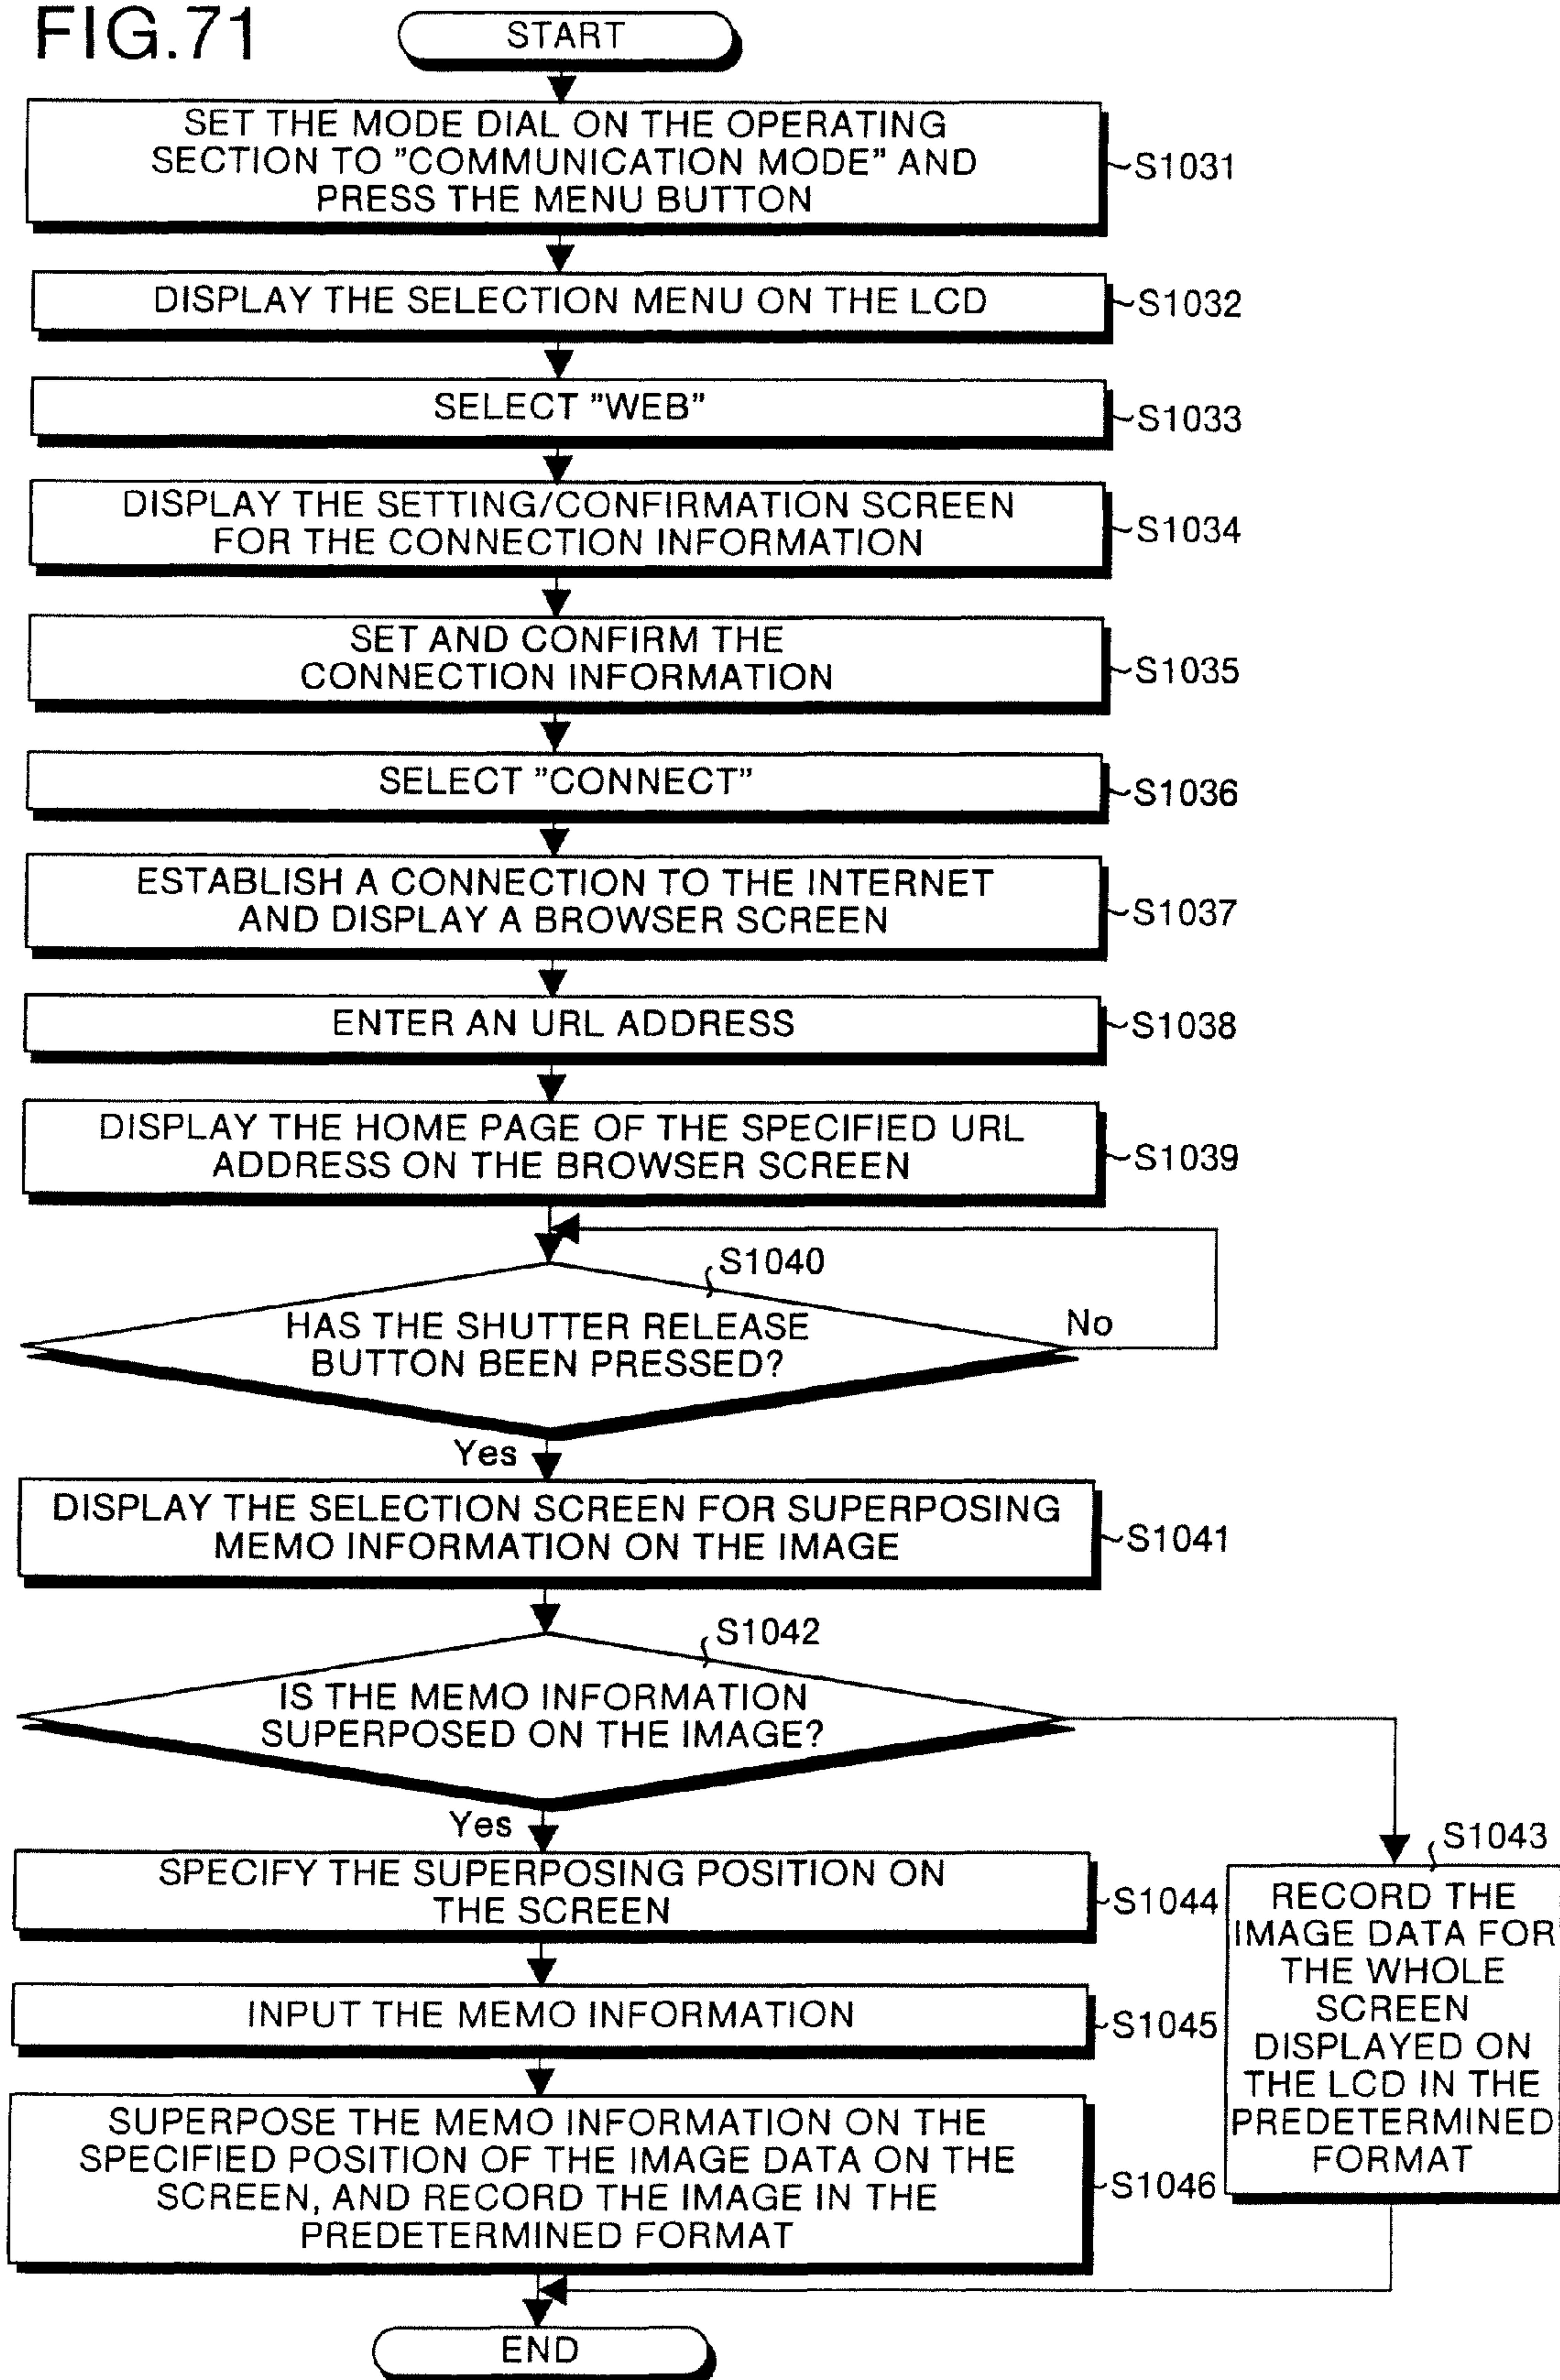 FIG.71
START
SET THE MODE DIAL ON THE OPERATING
SECTION TO "COMMUNICATION MODE" AND
PRESS THE MENU BUTTON
S1031
DISPLAY THE SELECTION MENU ON THE LCD
S1032
SELECT "WEB"
S1033
DISPLAY THE SETTING/CONFIRMATION SCREEN
FOR THE CONNECTION INFORMATION
S1034
SET AND CONFIRM THE
CONNECTION INFORMATION
S1035
SELECT "CONNECT"
S1036
ESTABLISH A CONNECTION TO THE INTERNET
AND DISPLAY A BROWSER SCREEN
S1037
ENTER AN URL ADDRESS
S1038
DISPLAY THE HOME PAGE OF THE SPECIFIED URL
ADDRESS ON THE BROWSER SCREEN
S1039
S1040
HAS THE SHUTTER RELEASE
BUTTON BEEN PRESSED?
No
Yes
DISPLAY THE SELECTION SCREEN FOR SUPERPOSING
MEMO INFORMATION ON THE IMAGE
S1041
S1042
IS THE MEMO INFORMATION
SUPERPOSED ON THE IMAGE?
Yes
SPECIFY THE SUPERPOSING POSITION ON
THE SCREEN
S1044
INPUT THE MEMO INFORMATION
S1045
SUPERPOSE THE MEMO INFORMATION ON THE
SPECIFIED POSITION OF THE IMAGE DATA ON THE
SCREEN, AND RECORD THE IMAGE IN THE
PREDETERMINED FORMAT
S1046
S1043
RECORD THE
IMAGE DATA FOR
THE WHOLE
SCREEN
DISPLAYED ON
THE LCD IN THE
PREDETERMINED
FORMAT
END